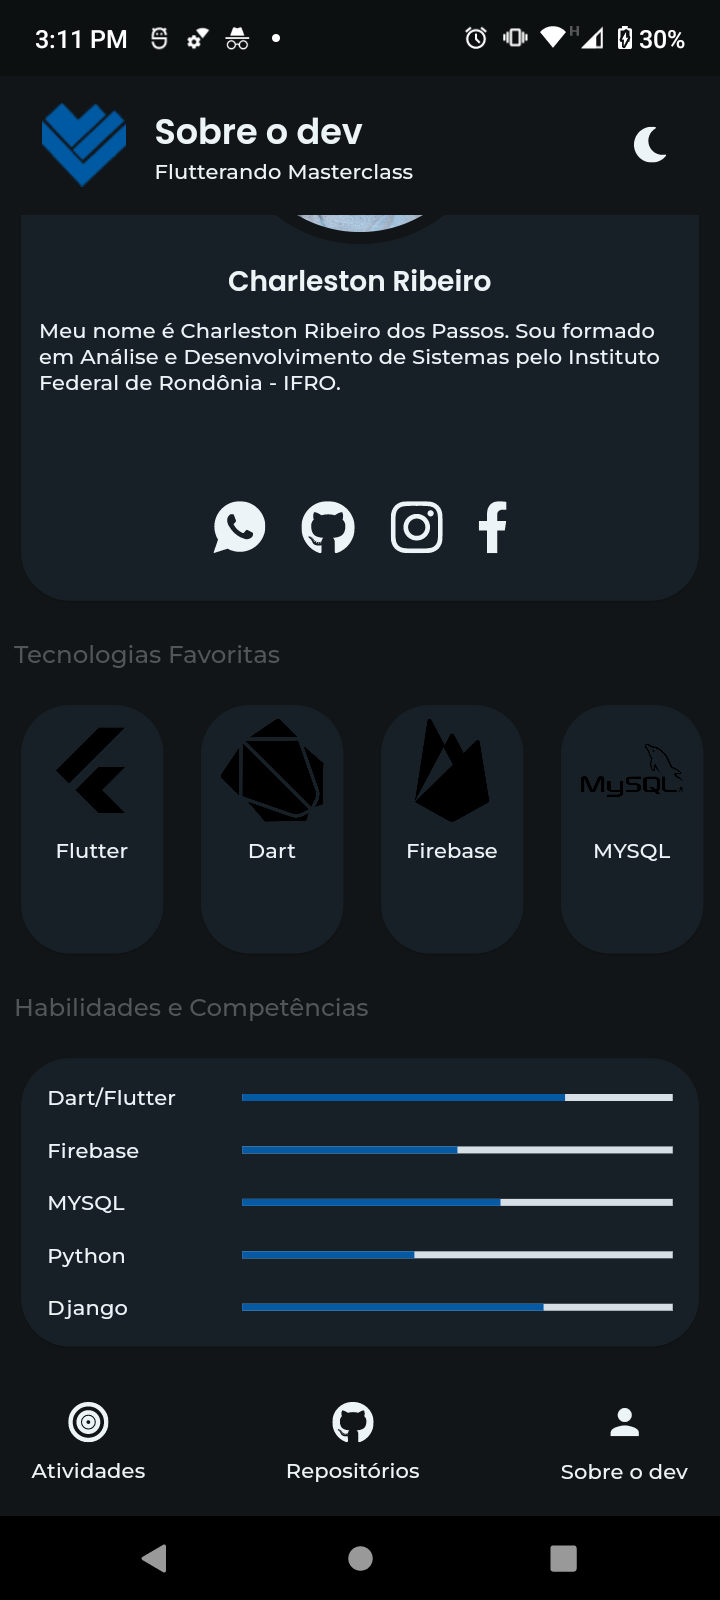 3:11 PM
H
30%
Sobre o dev
Flutterando Masterclass
Charleston Ribeiro
Meu nome é Charleston Ribeiro dos Passos. Sou formado
em Análise e Desenvolvimento de Sistemas pelo Instituto
Federal de Rondônia - IFRO.
Tecnologias Favoritas
MySQL
Flutter
Dart
Firebase
MYSQL
Habilidades e Competências
Dart/Flutter
Firebase
MYSQL
Python
Django
Atividades
Repositórios
Sobre o dev